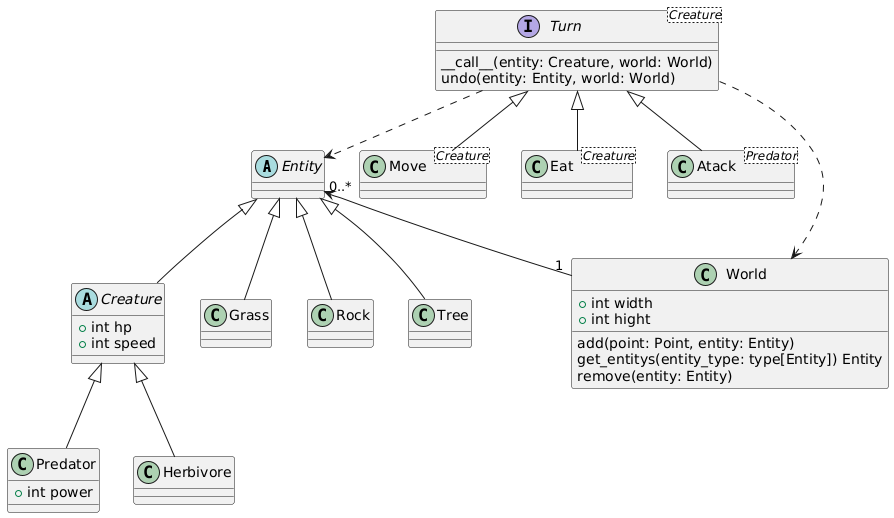 Creature
I Turn
__call__(entity: Creature, world: World)
undo(entity: Entity, world: World)
A Entity
C Move
Creature
C Eat
Creature
C Atack
Predator
0..*
1
C World
int width
int hight
add(point: Point, entity: Entity)
get_entitys(entity_type: type[Entity]) Entity
remove(entity: Entity)
A Creature
int hp
int speed
C Grass
C Rock
C Tree
C Predator
int power
C Herbivore